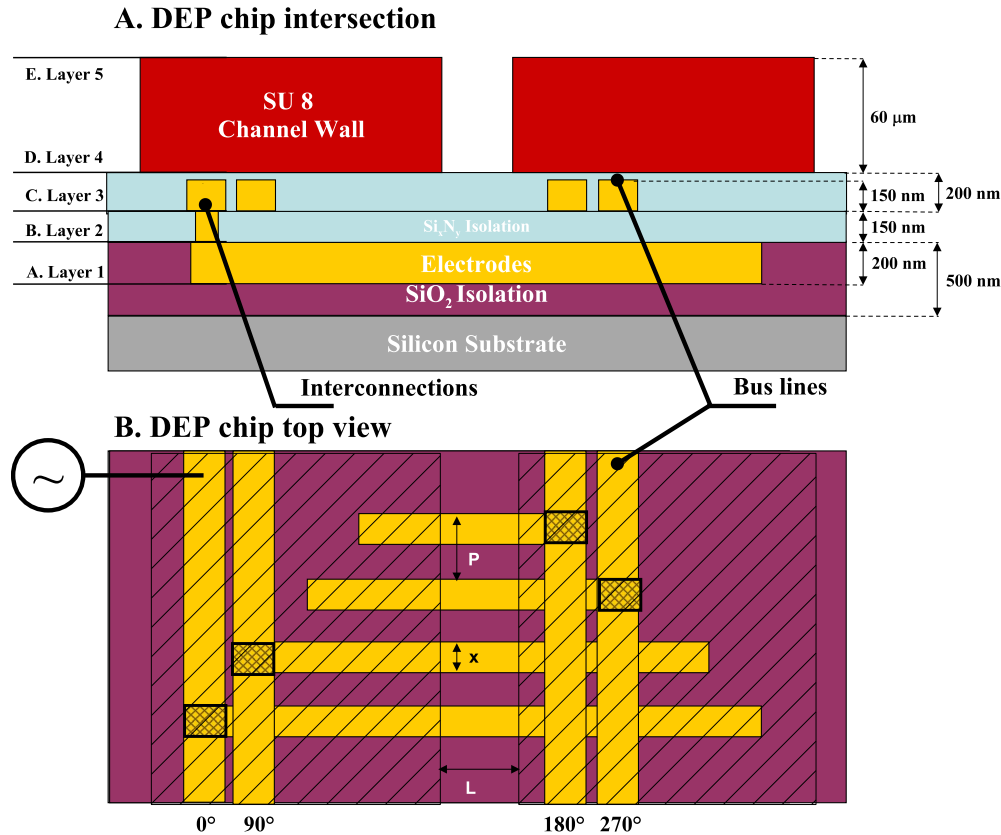 A. DEP chip intersection
E. Layer 5
SU 8
Channel Wall
60 μm
D. Layer 4
C. Layer 3
150 nm
200 nm
B. Layer 2
SiₓNᵧ Isolation
150 nm
A. Layer 1
Electrodes
200 nm
500 nm
SiO₂ Isolation
Silicon Substrate
Interconnections
Bus lines
B. DEP chip top view
~
P
x
L
0°
90°
180°
270°